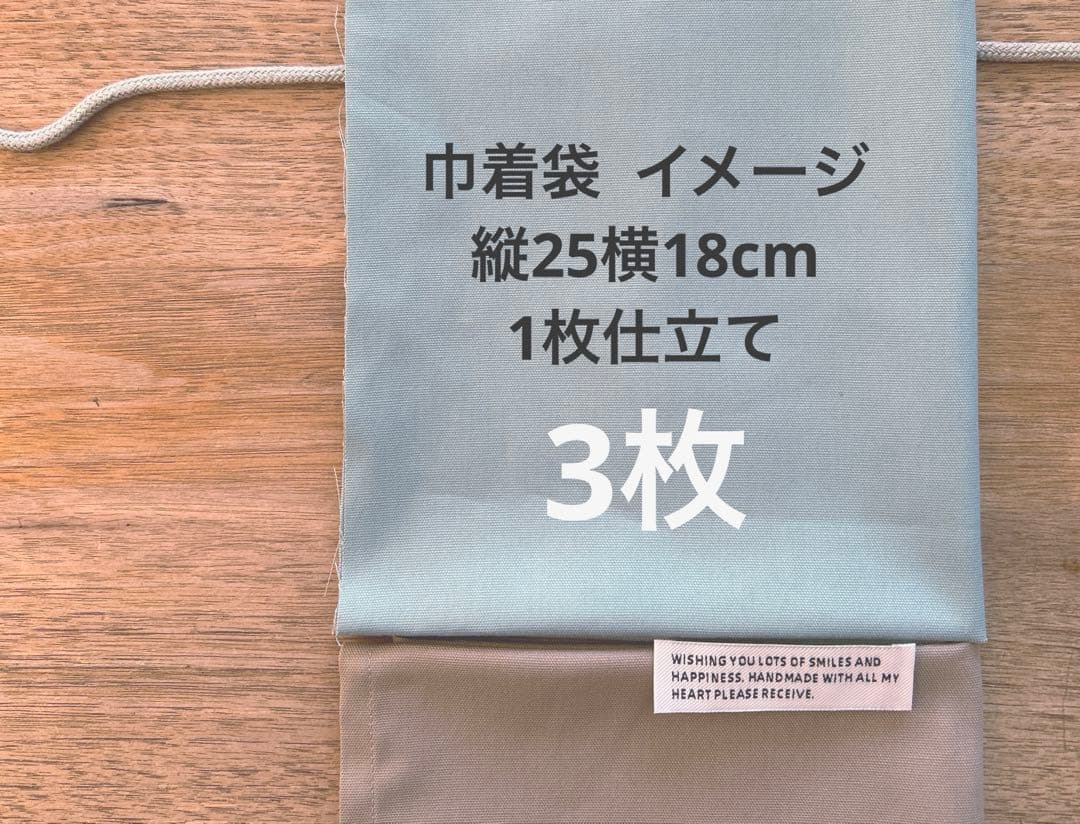 巾着袋 イメージ
縦25横18cm
1枚仕立て
3枚
WISHING YOU LOTS OF SMILES AND
HAPPINESS. HANDMADE WITH ALL MY
HEART PLEASE RECEIVE.